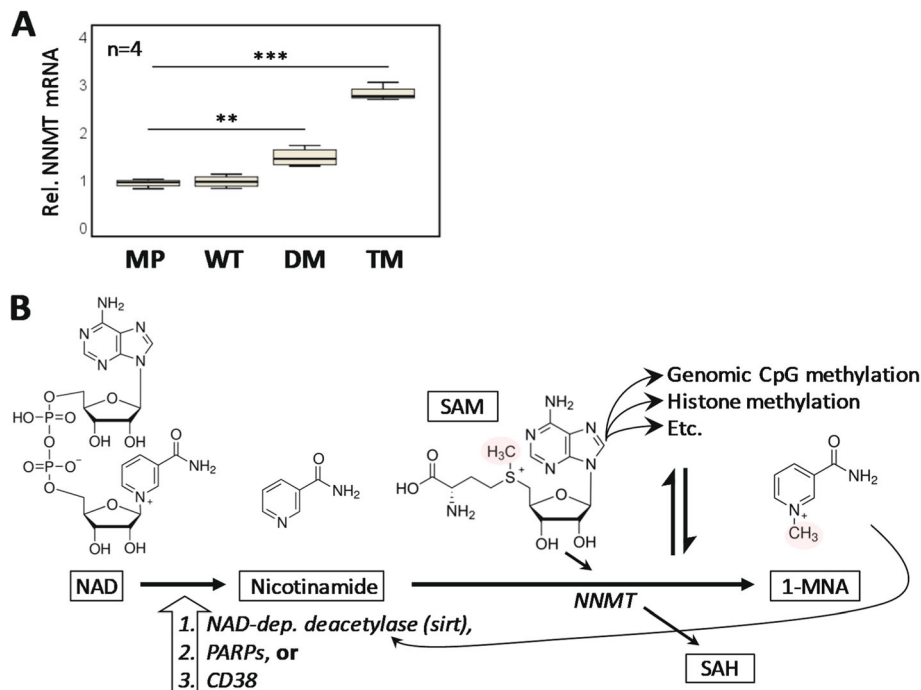 A
n=4
***
**
Rel. NNMT mRNA
4
3
2
1
0
MP WT DM TM
B
NH₂
N
N
N
N
O
O
HO-P=O
OH OH
O
O
P-O⁻
O
NH₂
O
O
N⁺
OH OH
O
NH₂
N
SAM
NH₂
N
N
N
N
H₃C
S⁺
O
HO
NH₂
O
OH OH
Genomic CpG methylation
Histone methylation
Etc.
O
NH₂
N⁺
CH₃
NAD
Nicotinamide
NNMT
1-MNA
1. NAD-dep. deacetylase (sirt),
2. PARPs, or
3. CD38
SAH